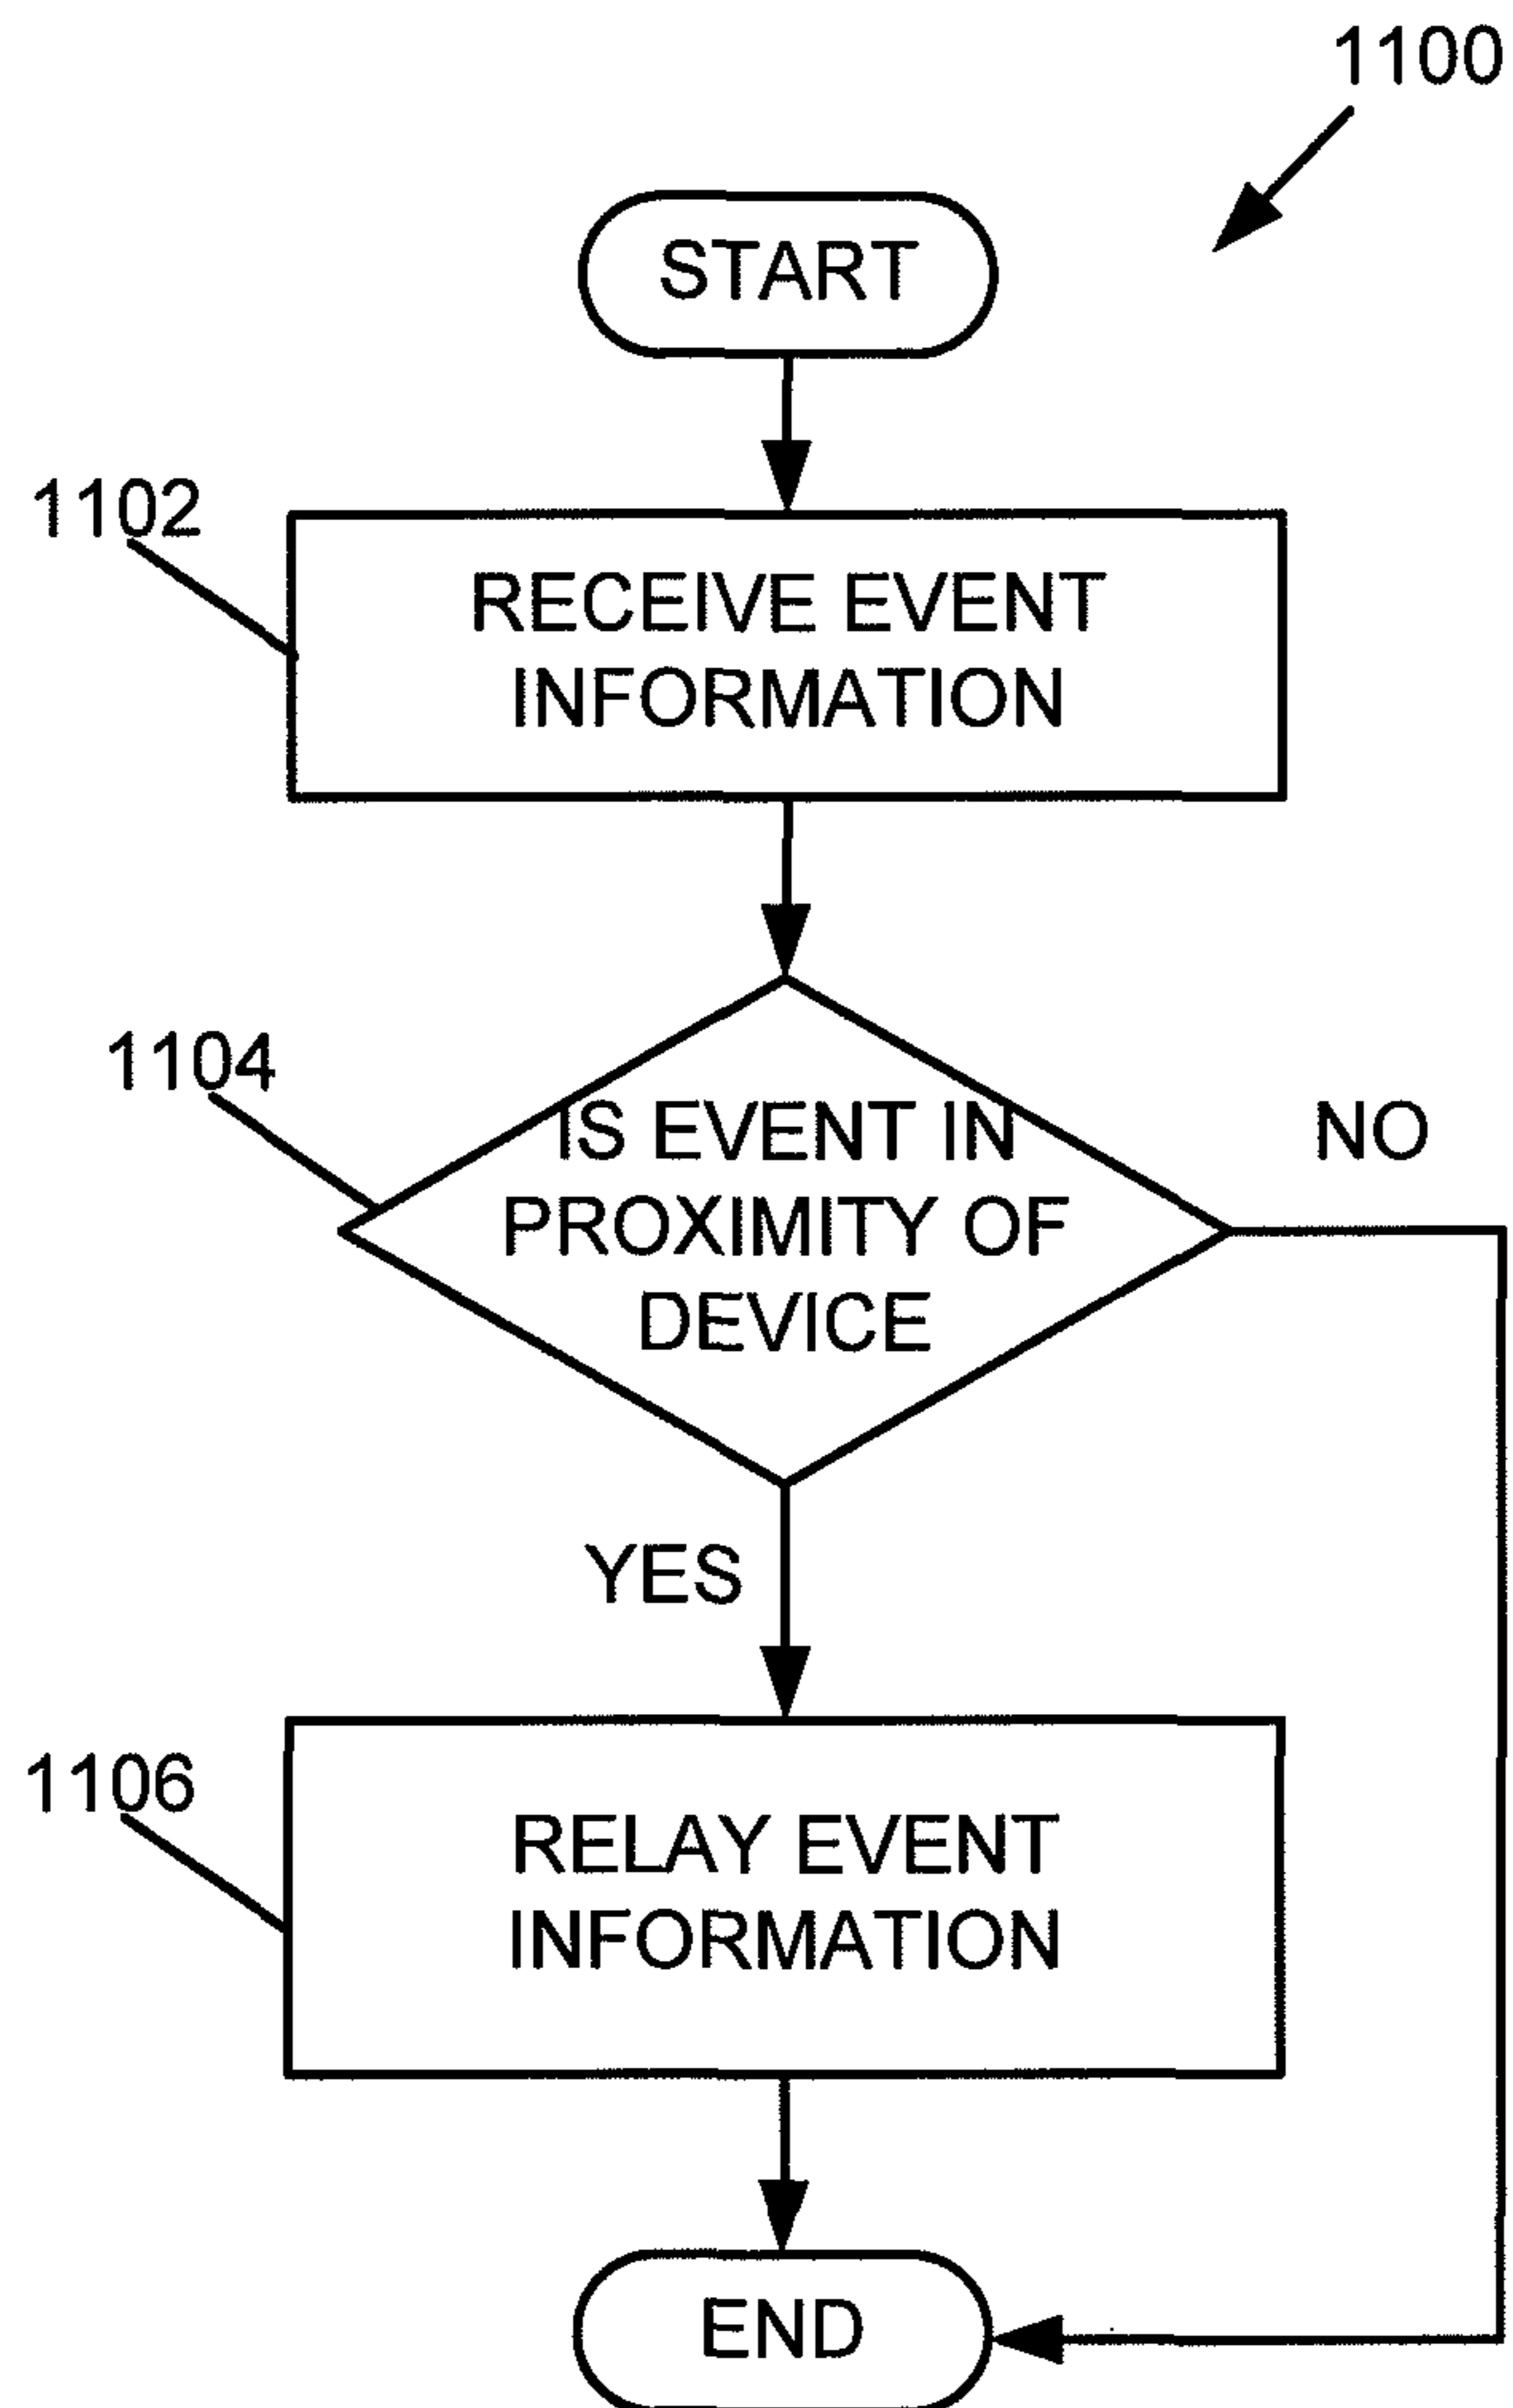 1100
START
1102
RECEIVE EVENT
INFORMATION
1104
IS EVENT IN
PROXIMITY OF
DEVICE
NO
YES
1106
RELAY EVENT
INFORMATION
END